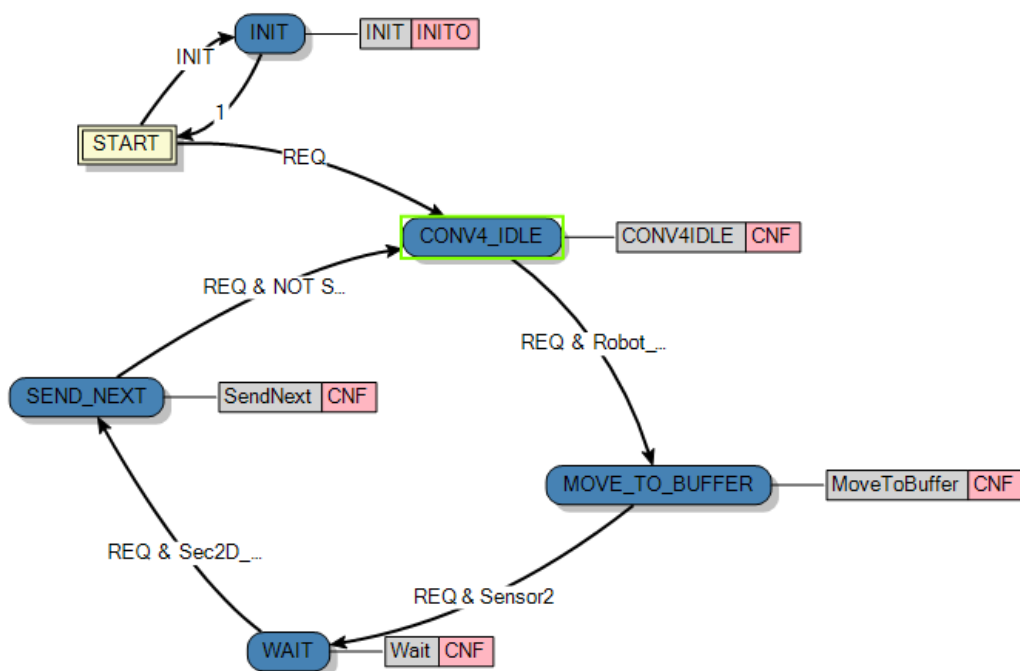 INIT
INIT INITO
INIT
1
START
REQ
CONV4_IDLE
CONV4IDLE CNF
REQ & NOT S...
REQ & Robot_...
SEND_NEXT
SendNext CNF
MOVE_TO_BUFFER
MoveToBuffer CNF
REQ & Sec2D_...
REQ & Sensor2
WAIT
Wait CNF